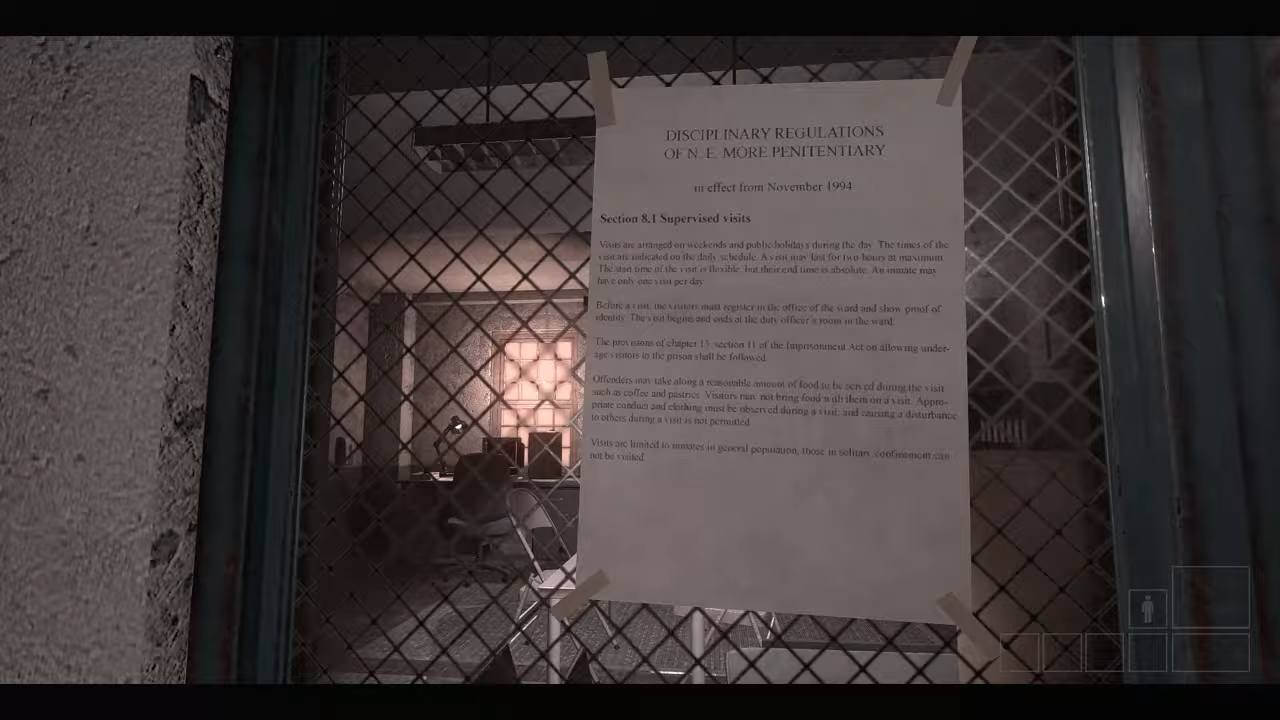 DISCIPLINARY REGULATIONS
OF N. E. MORE PENITENTIARY
in effect from November 1994
Section 8.1 Supervised visits
Visits are arranged on weekends and public holidays during the day. The times of the
visit are indicated on the daily schedule. A visit may last for two hours at maximum.
The start time of the visit is flexible, but their end time is absolute. An inmate may
have only one visit per day.
Before a visit, the visitors must register in the office of the ward and show proof of
identity. The visit begins and ends at the duty officer's room in the ward.
The provisions of chapter 13, section 11 of the Imprisonment Act on allowing under-
age visitors to the prison shall be followed.
Offenders may take along a reasonable amount of food to be served during the visit
such as coffee and pastries. Visitors may not bring food with them on a visit. Appro-
priate conduct and clothing must be observed during a visit, and causing a disturbance
to others during a visit is not permitted.
Visits are limited to inmates in general population, those in solitary confinement can
not be visited.